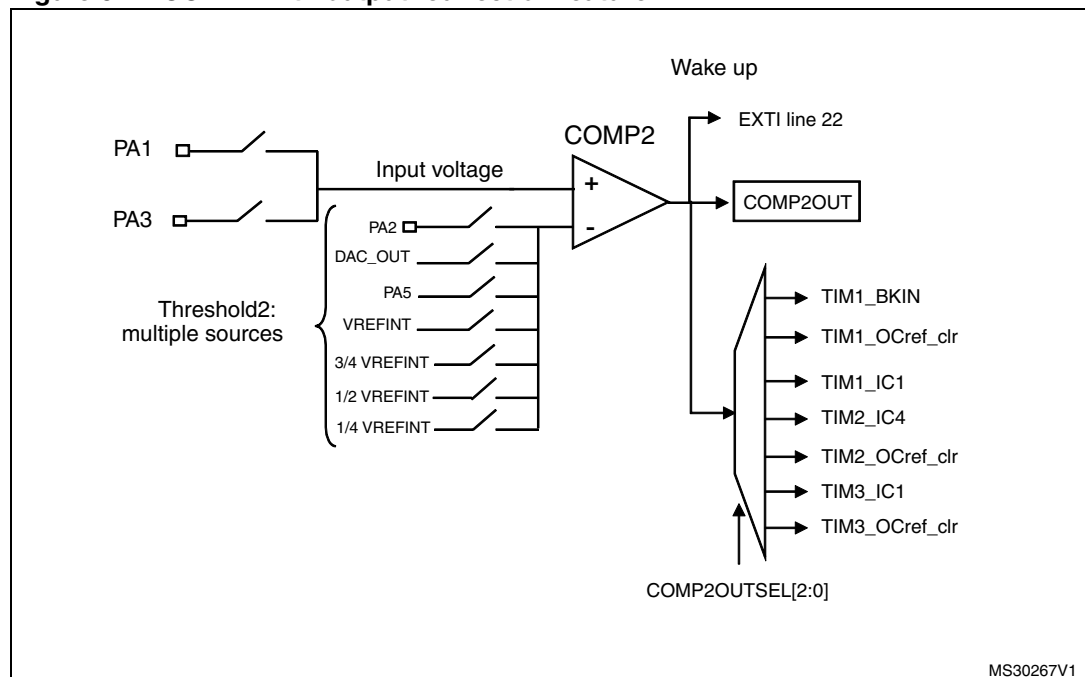 Wake up
EXTI line 22
COMP2
PA1
Input voltage
+
COMP2OUT
PA3
PA2
-
DAC_OUT
PA5
Threshold2:
multiple sources
VREFINT
3/4 VREFINT
1/2 VREFINT
1/4 VREFINT
TIM1_BKIN
TIM1_OCref_clr
TIM1_IC1
TIM2_IC4
TIM2_OCref_clr
TIM3_IC1
TIM3_OCref_clr
COMP2OUTSEL[2:0]
MS30267V1